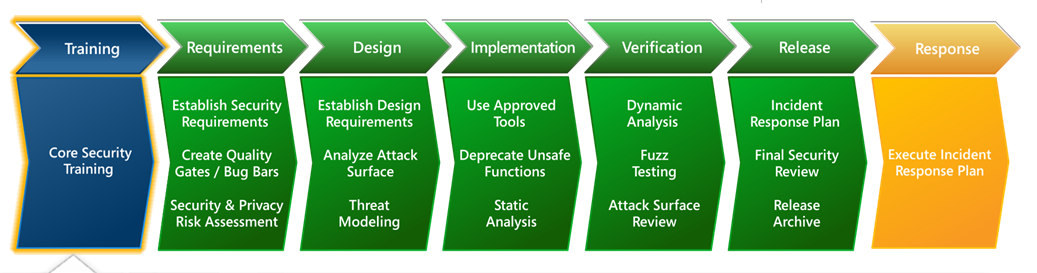 Training
Requirements
Design
Implementation
Verification
Release
Response
Core Security
Training
Establish Security
Requirements
Create Quality
Gates / Bug Bars
Security & Privacy
Risk Assessment
Establish Design
Requirements
Analyze Attack
Surface
Threat
Modeling
Use Approved
Tools
Deprecate Unsafe
Functions
Static
Analysis
Dynamic
Analysis
Fuzz
Testing
Attack Surface
Review
Incident
Response Plan
Final Security
Review
Release
Archive
Execute Incident
Response Plan